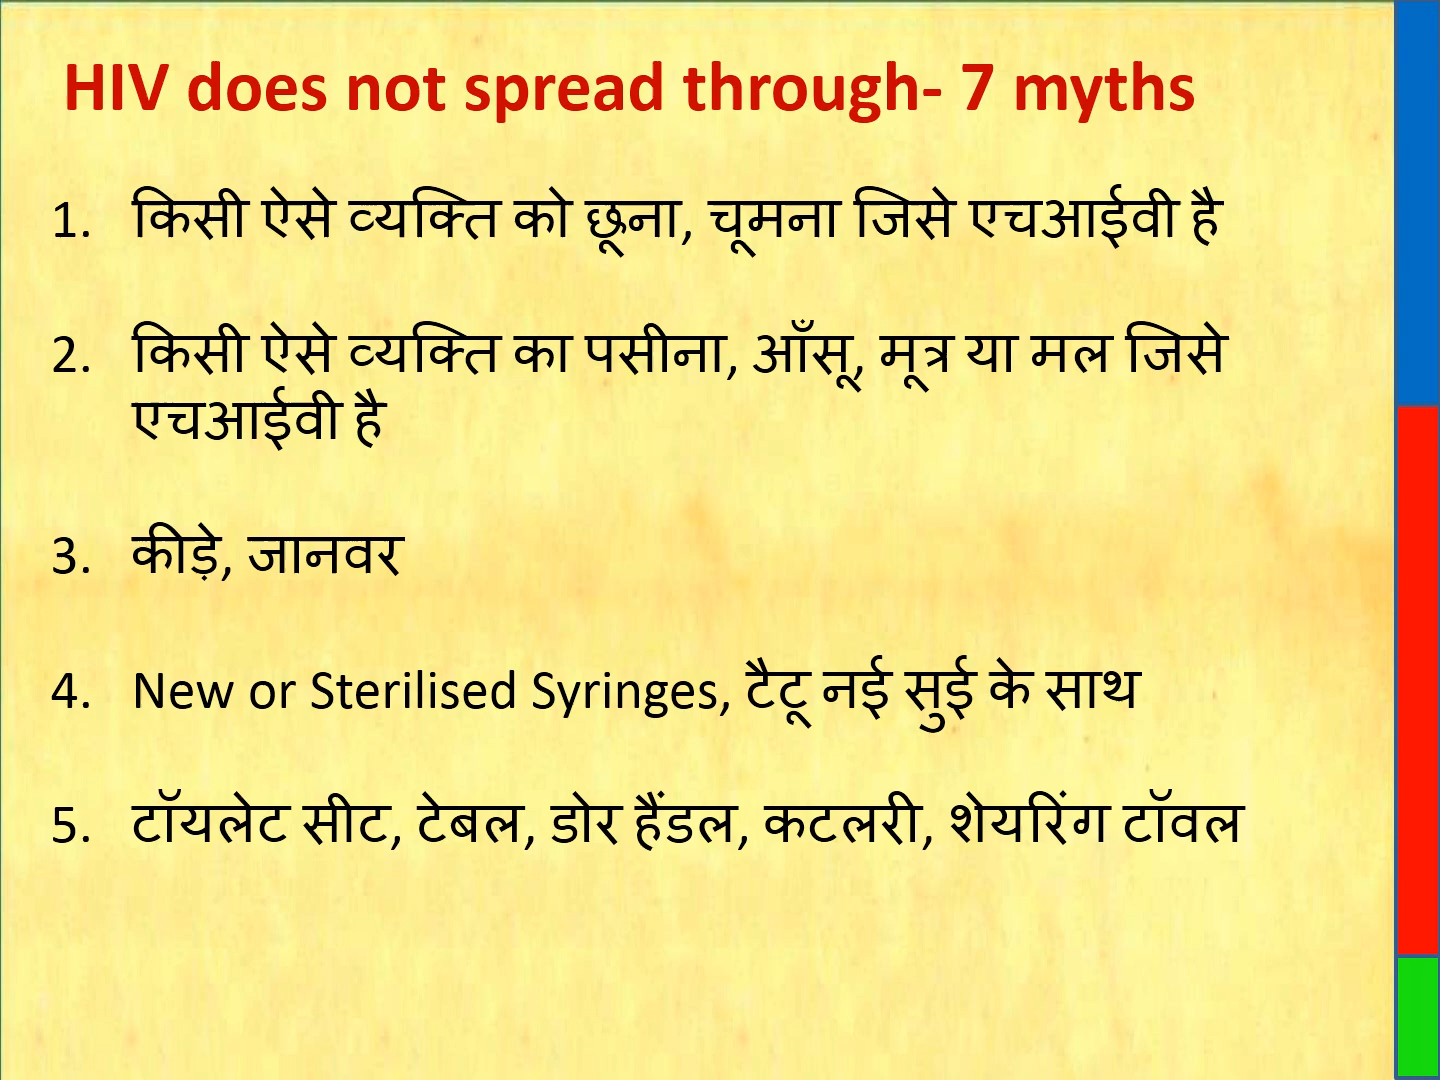 HIV does not spread through- 7 myths
1. किसी ऐसे व्यक्ति को छूना, चूमना जिसे एचआईवी है
2. किसी ऐसे व्यक्ति का पसीना, आँसू, मूत्र या मल जिसे
एचआईवी है
3. कीड़े, जानवर
4. New or Sterilised Syringes, टैटू नई सुई के साथ
5. टॉयलेट सीट, टेबल, डोर हैंडल, कटलरी, शेयरिंग टॉवल